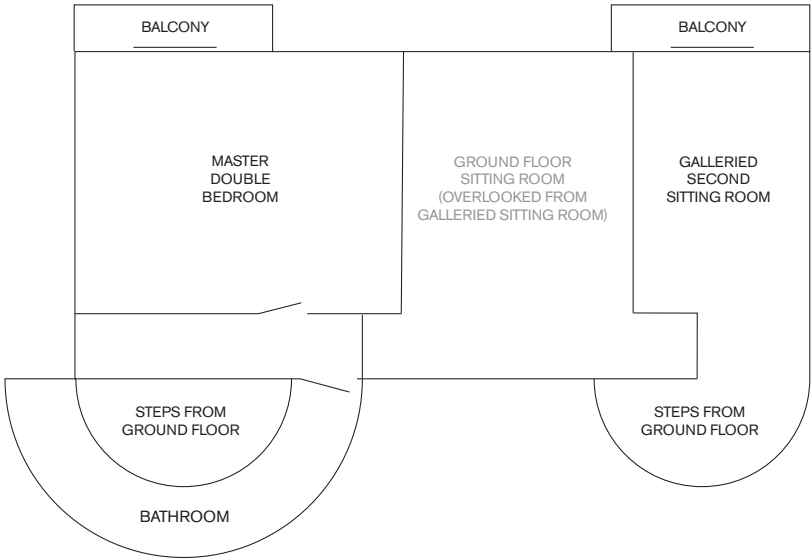 BALCONY
BALCONY
MASTER
DOUBLE
BEDROOM
GROUND FLOOR
SITTING ROOM
(OVERLOOKED FROM
GALLERIED SITTING ROOM)
GALLERIED
SECOND
SITTING ROOM
STEPS FROM
GROUND FLOOR
STEPS FROM
GROUND FLOOR
BATHROOM